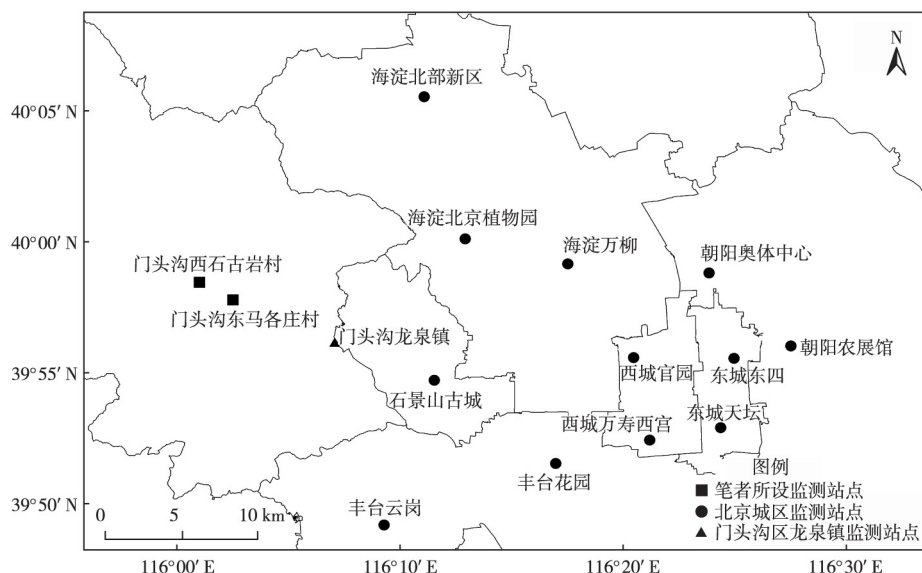 N
海淀北部新区
40°05′ N
海淀北京植物园
40°00′ N
海淀万柳
朝阳奥体中心
门头沟西石古岩村
门头沟东马各庄村
门头沟龙泉镇
朝阳农展馆
39°55′ N
西城官园
东城东四
石景山古城
东城天坛
西城万寿西宫
图例
丰台花园
笔者所设监测站点
39°50′ N
丰台云岗
北京城区监测站点
0 5 10 km
门头沟区龙泉镇监测站点
116°00′ E
116°10′ E
116°20′ E
116°30′ E